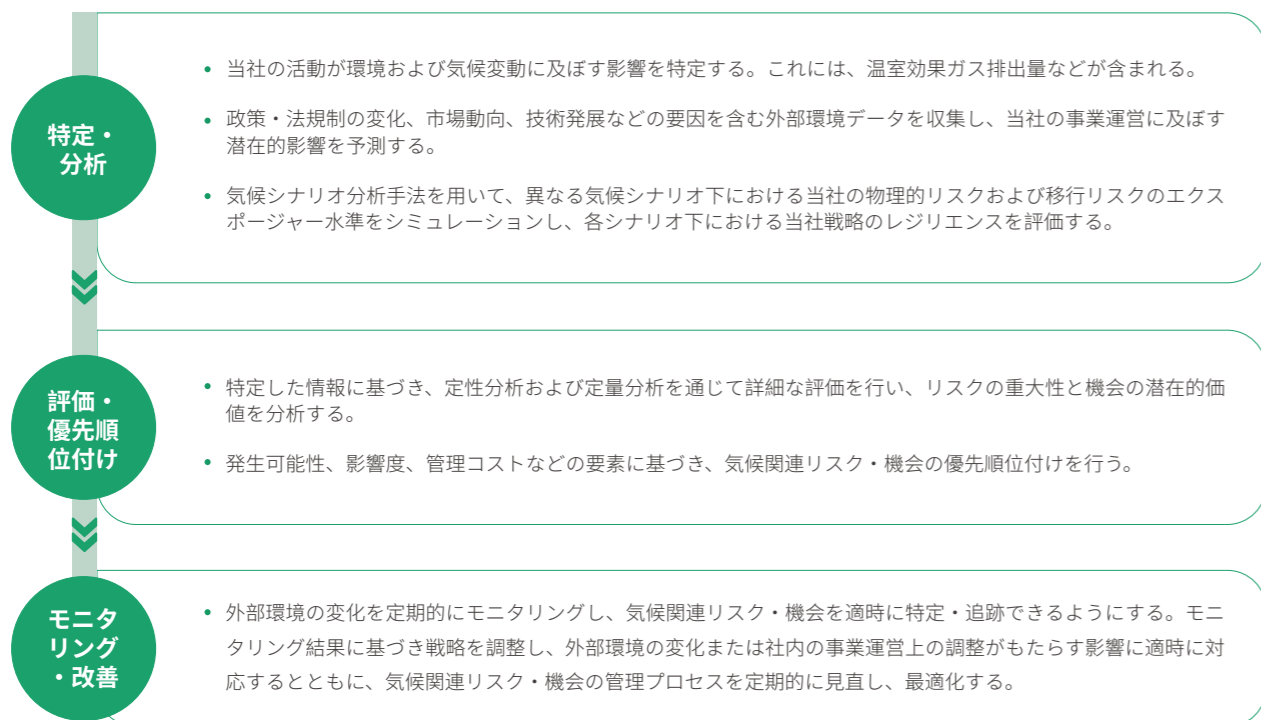 特定・
分析
• 当社の活動が環境および気候変動に及ぼす影響を特定する。これには、温室効果ガス排出量などが含まれる。
• 政策・法規制の変化、市場動向、技術発展などの要因を含む外部環境データを収集し、当社の事業運営に及ぼす
潜在的影響を予測する。
• 気候シナリオ分析手法を用いて、異なる気候シナリオ下における当社の物理的リスクおよび移行リスクのエクス
ポージャー水準をシミュレーションし、各シナリオ下における当社戦略のレジリエンスを評価する。
評価・
優先順
位付け
• 特定した情報に基づき、定性分析および定量分析を通じて詳細な評価を行い、リスクの重大性と機会の潜在的価
値を分析する。
• 発生可能性、影響度、管理コストなどの要素に基づき、気候関連リスク・機会の優先順位付けを行う。
モニタ
リング
・改善
• 外部環境の変化を定期的にモニタリングし、気候関連リスク・機会を適時に特定・追跡できるようにする。モニ
タリング結果に基づき戦略を調整し、外部環境の変化または社内の事業運営上の調整がもたらす影響に適時に対
応するとともに、気候関連リスク・機会の管理プロセスを定期的に見直し、最適化する。